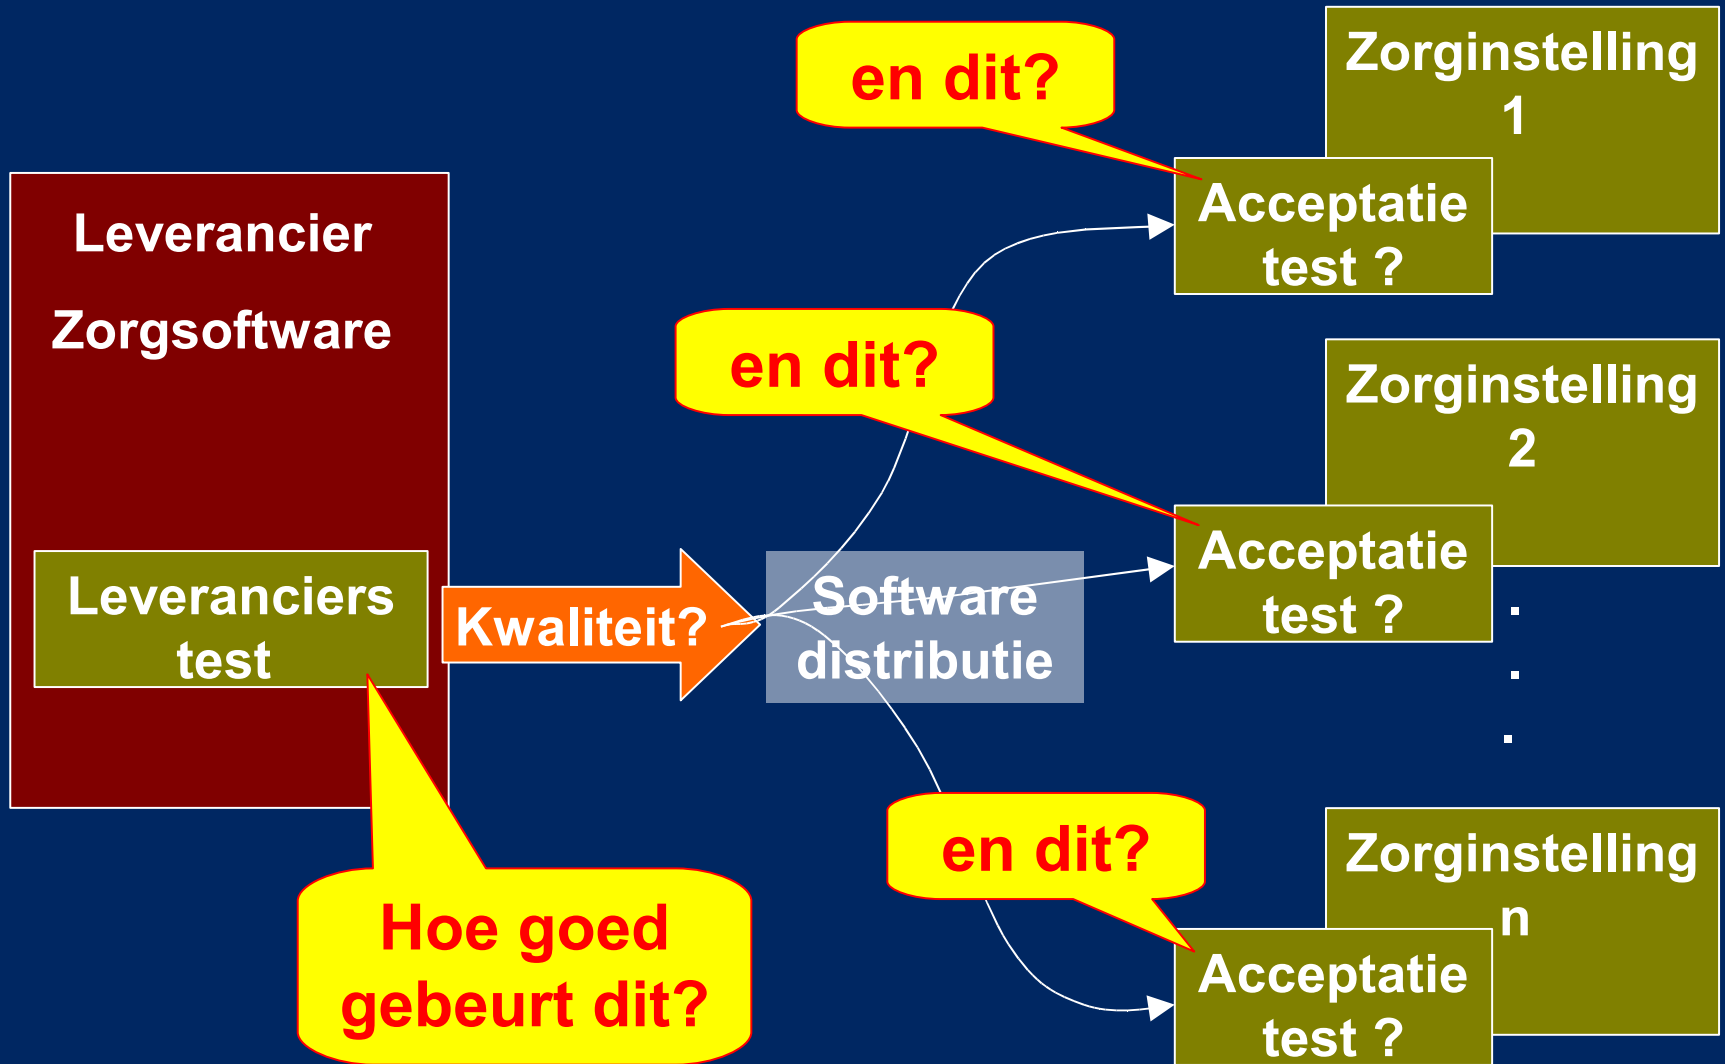 Leverancier
Zorgsoftware
Leveranciers
test
Hoe goed
gebeurt dit?
Kwaliteit?
Software
distributie
en dit?
Zorginstelling
1
Acceptatie
test ?
en dit?
Zorginstelling
2
Acceptatie
test ?
.
.
.
en dit?
Zorginstelling
n
Acceptatie
test ?